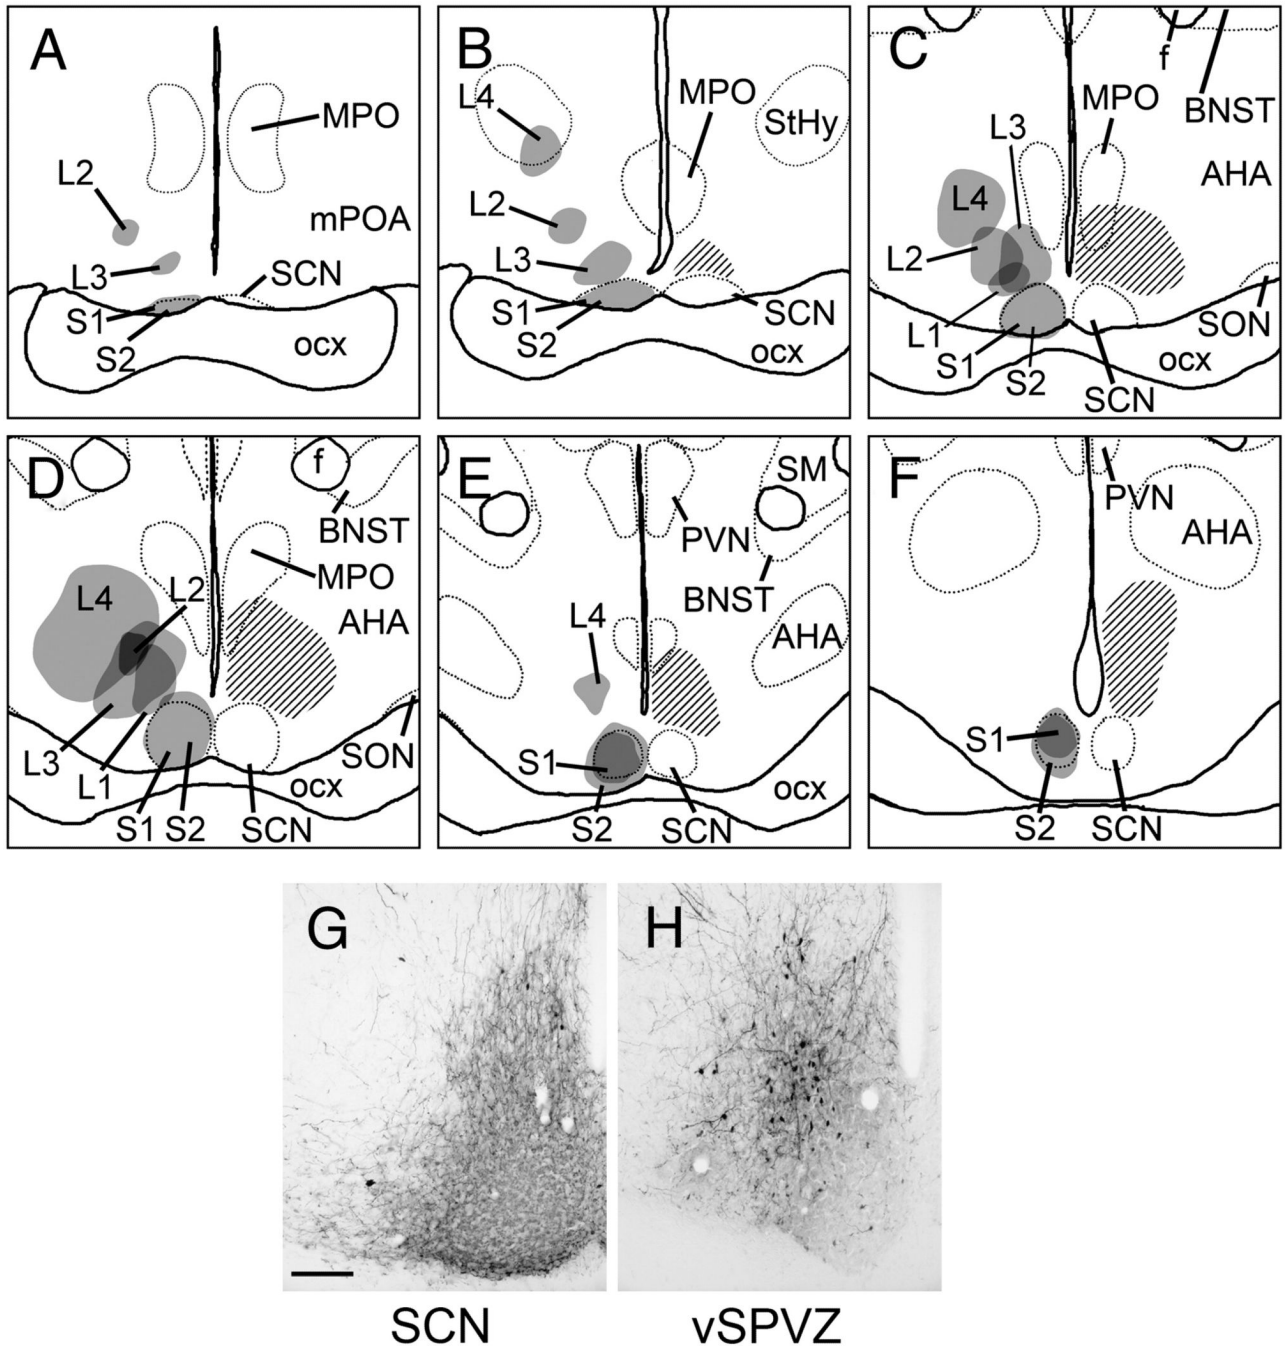 A
MPO
L2
mPOA
L3
SCN
S1
S2
ocx
B
L4
MPO
StHy
L2
L3
S1
SCN
S2
ocx
C
f
L3
MPO
BNST
L4
AHA
L2
L1
SON
S1
ocx
S2
SCN
D
f
BNST
L4
L2
MPO
AHA
L3
L1
SON
ocx
S1 S2 SCN
E
SM
PVN
BNST
L4
AHA
S1
ocx
S2
SCN
F
PVN
AHA
S1
S2
SCN
G
H
SCN
vSPVZ